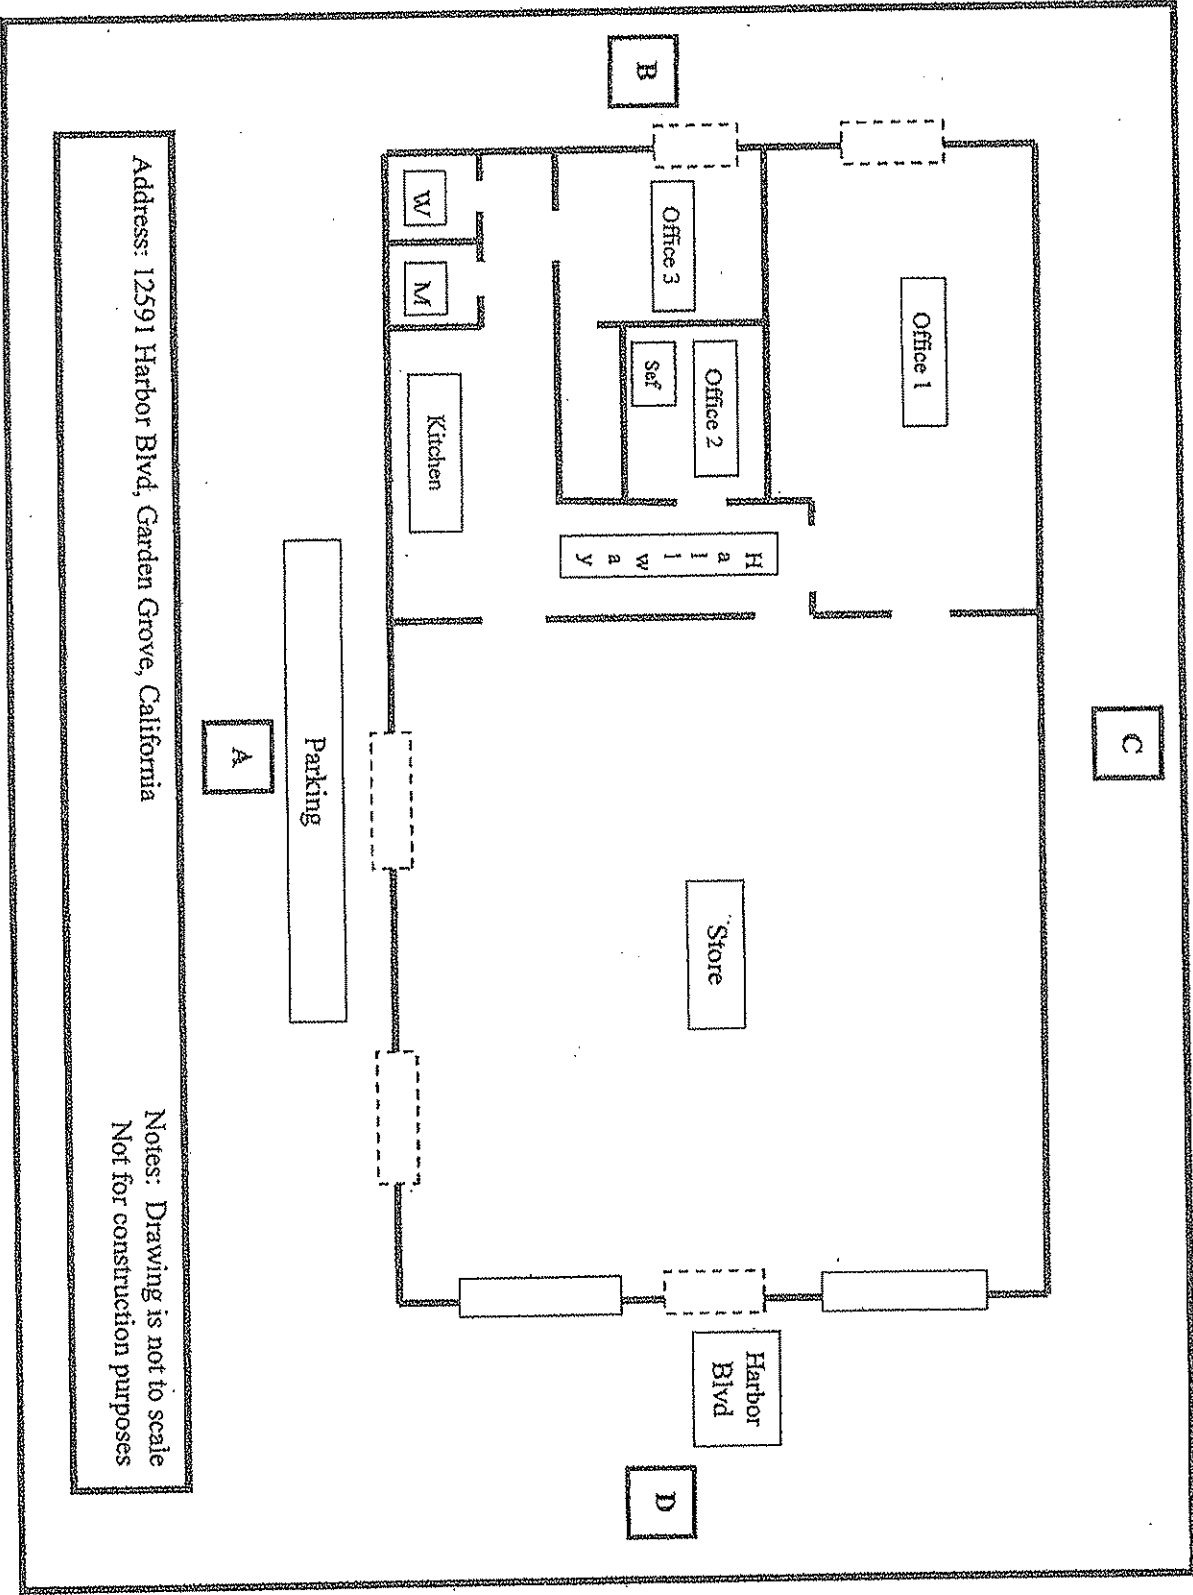 C
Office 1
Office 2
Sef
Office 3
Hallway
Store
Harbor
Blvd
B
D
W
M
Kitchen
Parking
A
Address: 12591 Harbor Blvd, Garden Grove, California
Notes: Drawing is not to scale
Not for construction purposes